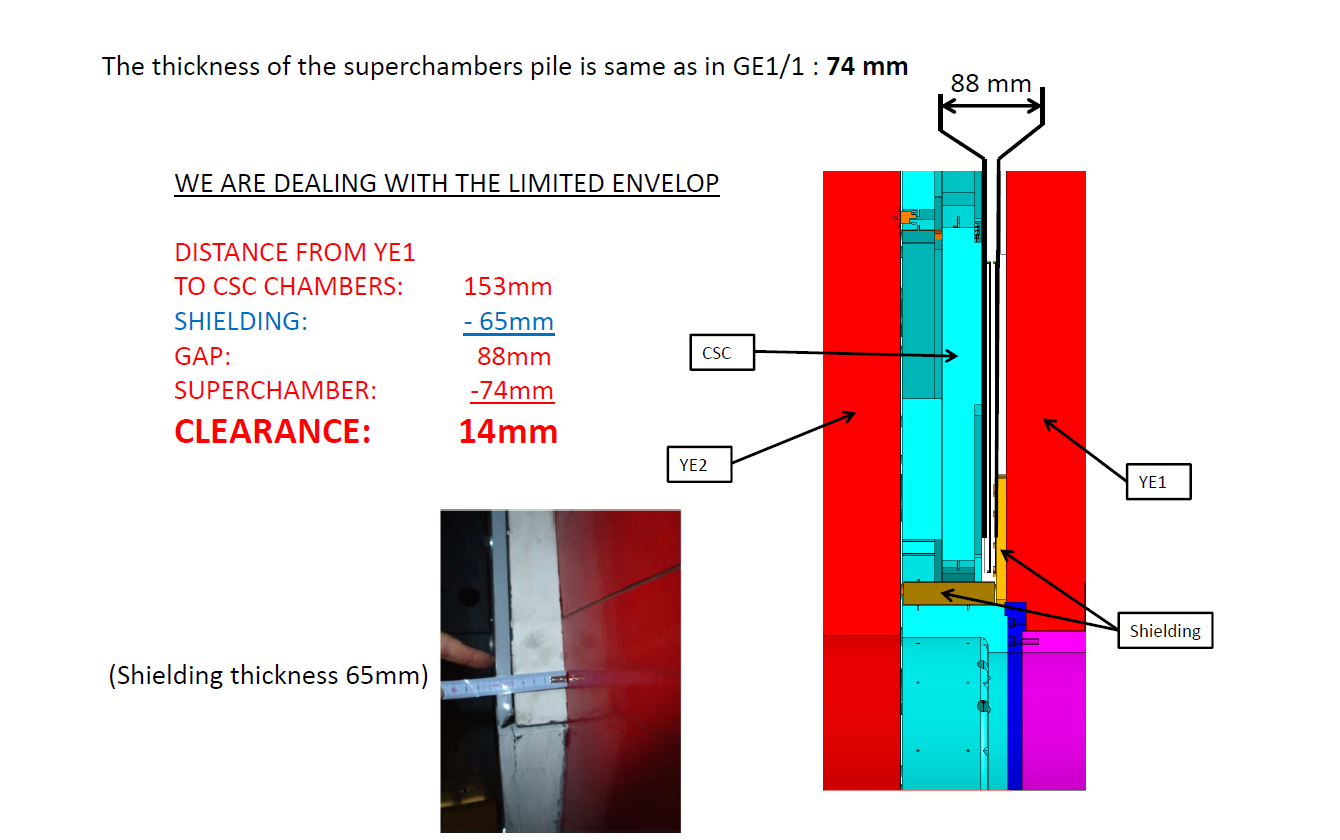 The thickness of the superchambers pile is same as in GE1/1 : 74 mm
88 mm
WE ARE DEALING WITH THE LIMITED ENVELOP
DISTANCE FROM YE1
TO CSC CHAMBERS: 153mm
SHIELDING: - 65mm
GAP: 88mm
SUPERCHAMBER: -74mm
CLEARANCE: 14mm
CSC
YE2
YE1
Shielding
(Shielding thickness 65mm)